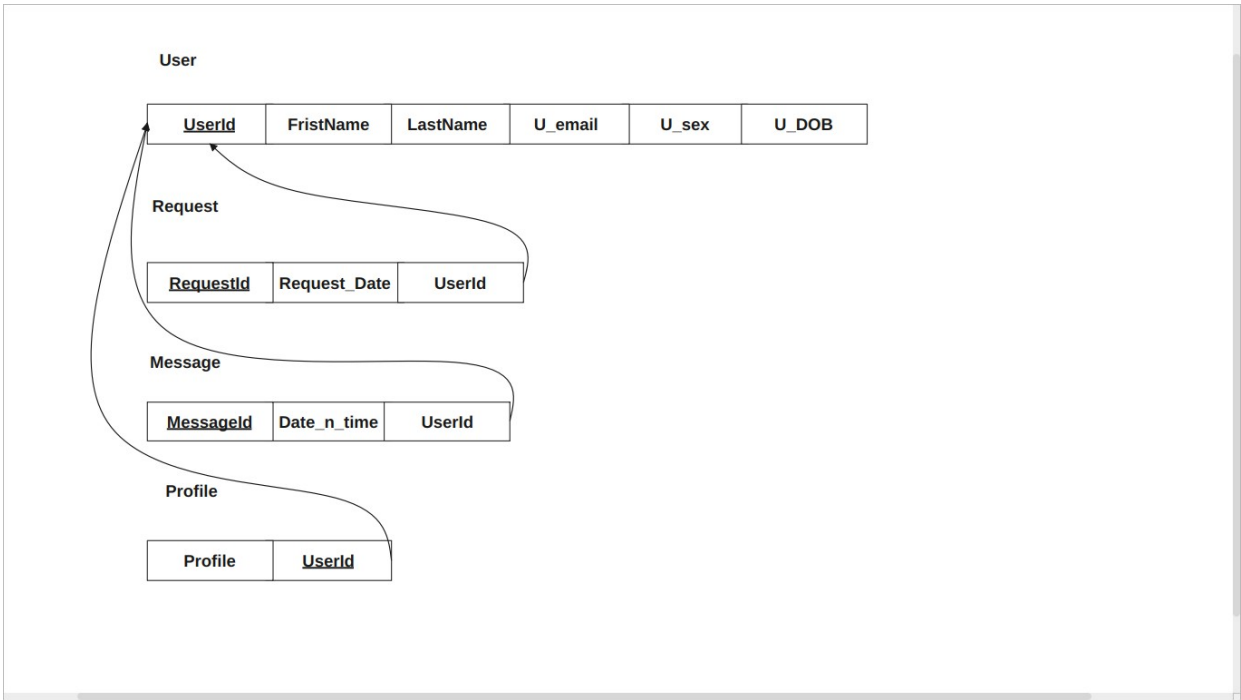 User
UserId FristName LastName U_email U_sex U_DOB
Request
RequestId Request_Date UserId
Message
MessageId Date_n_time UserId
Profile
Profile UserId